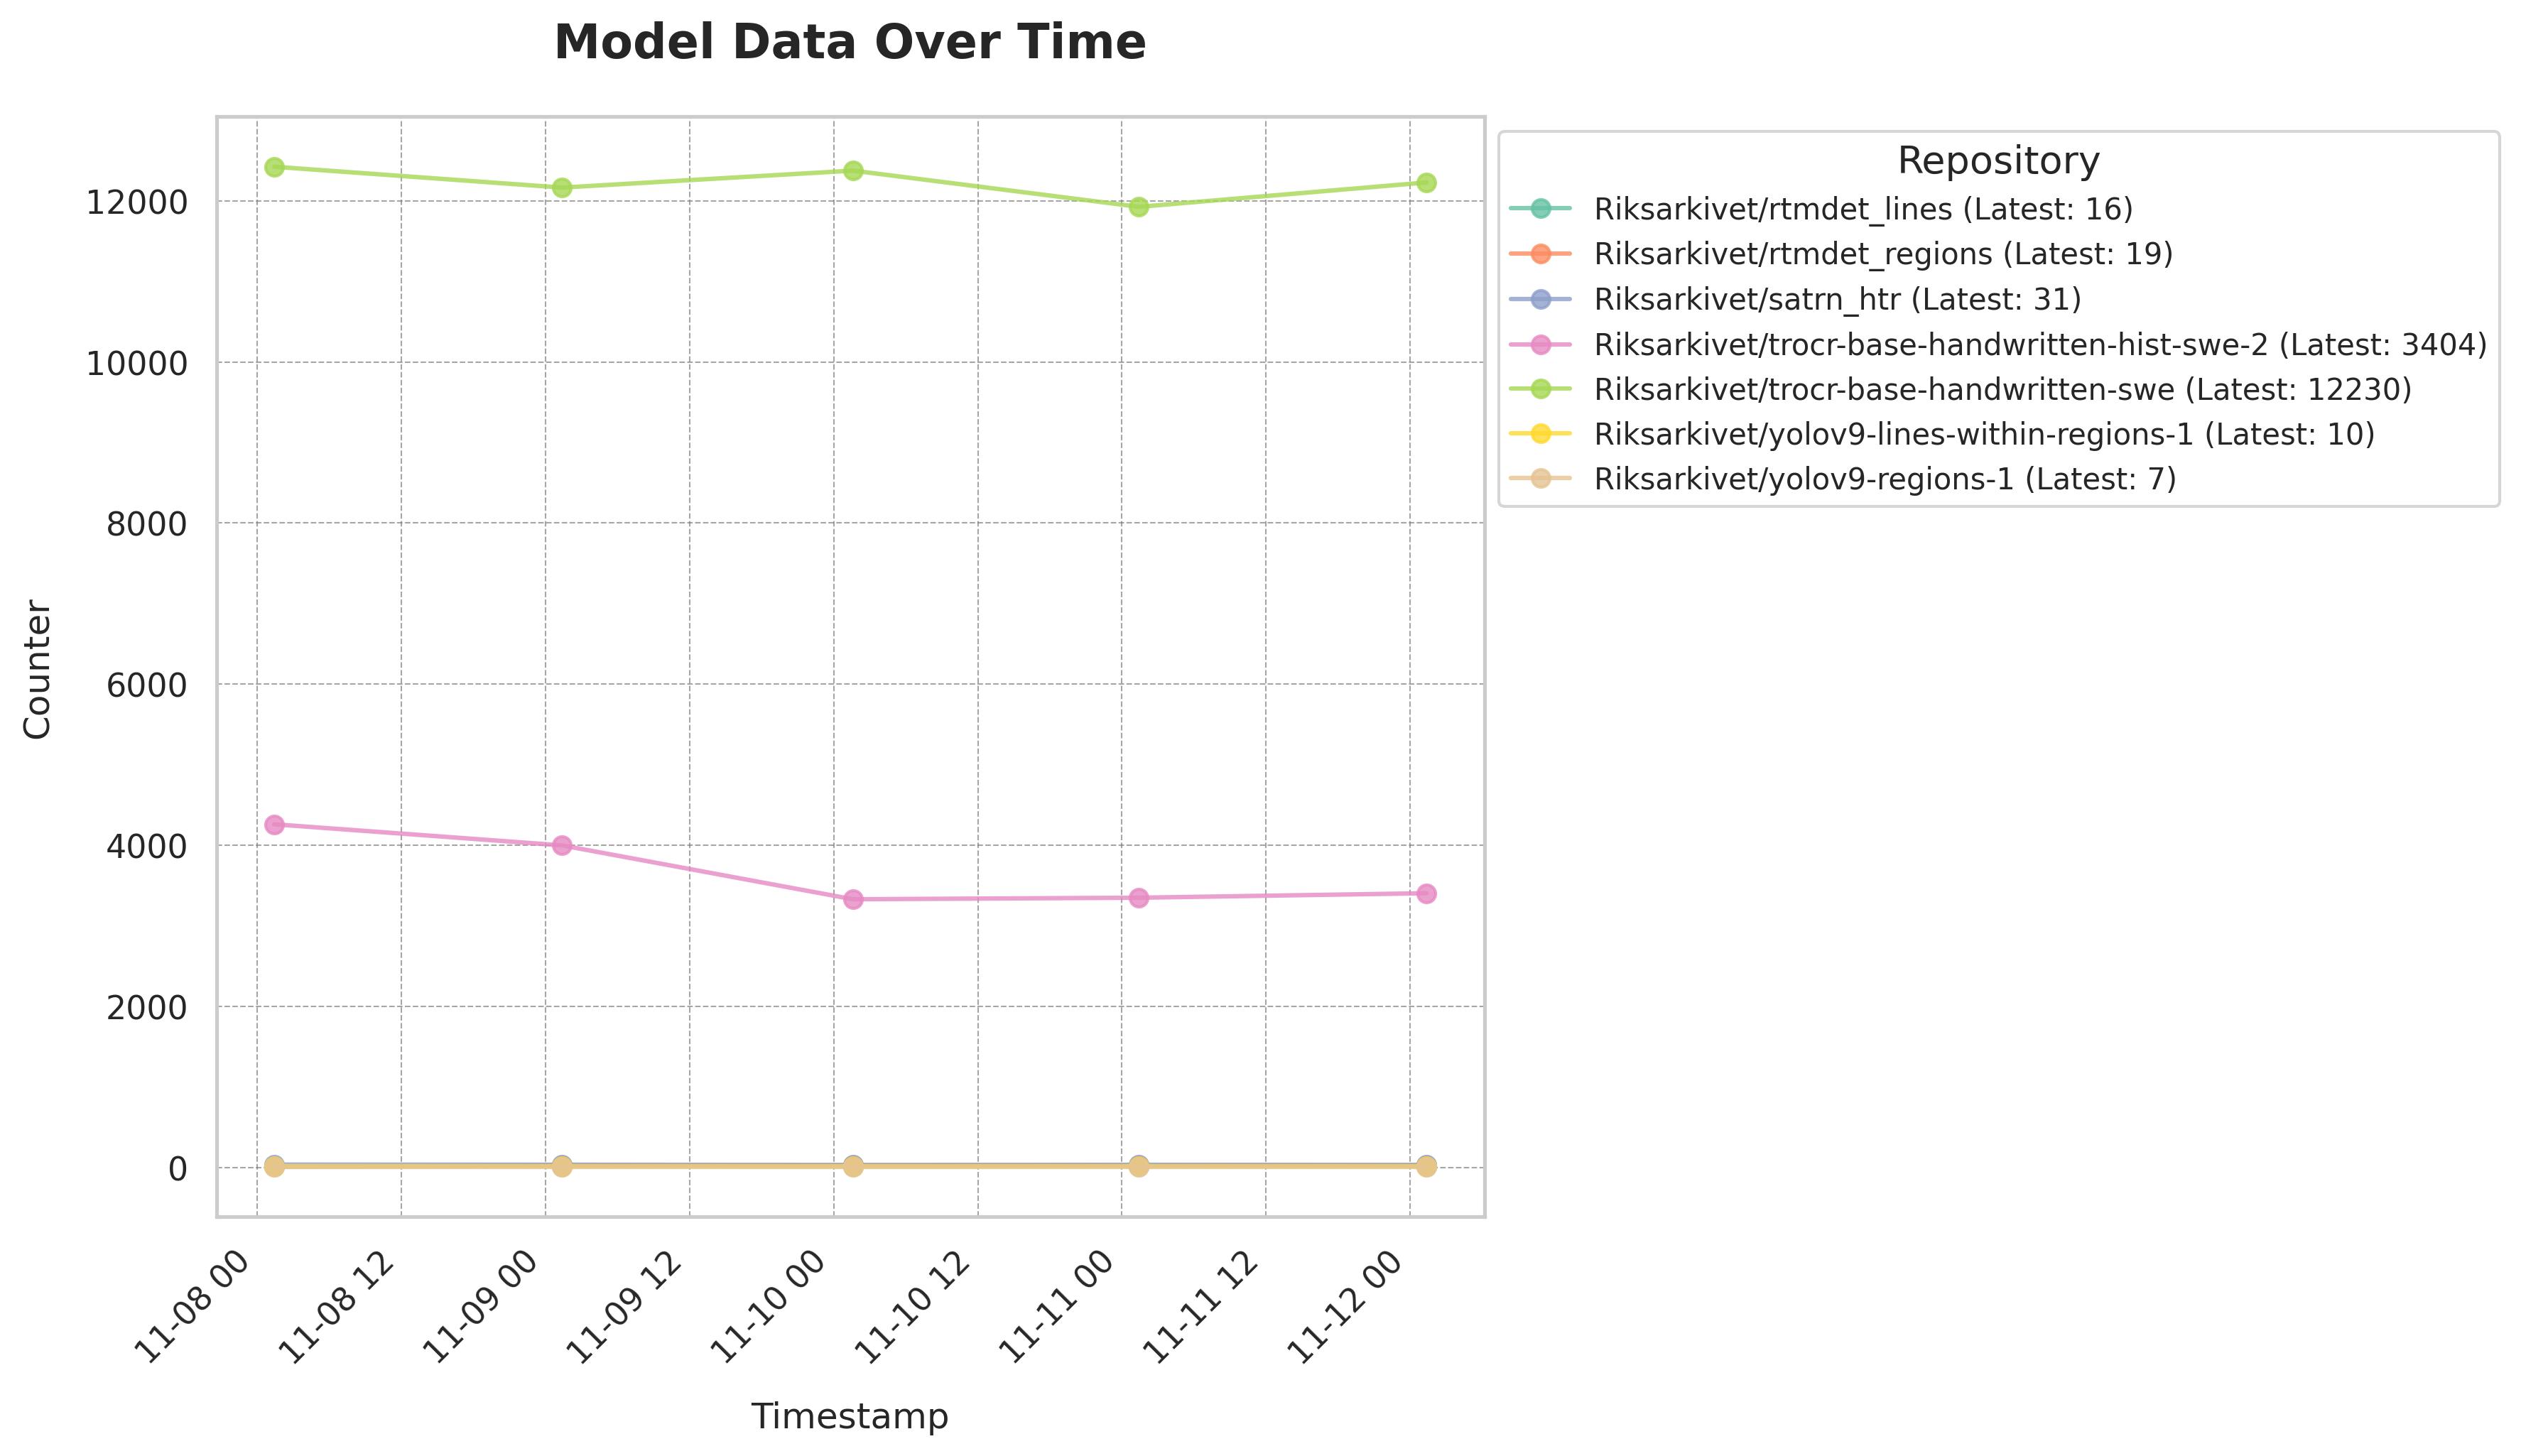 Model Data Over Time
Repository
Riksarkivet/rtmdet_lines (Latest: 16)
Riksarkivet/rtmdet_regions (Latest: 19)
Riksarkivet/satrn_htr (Latest: 31)
Riksarkivet/trocr-base-handwritten-hist-swe-2 (Latest: 3404)
Riksarkivet/trocr-base-handwritten-swe (Latest: 12230)
Riksarkivet/yolov9-lines-within-regions-1 (Latest: 10)
Riksarkivet/yolov9-regions-1 (Latest: 7)
Counter
12000
10000
8000
6000
4000
2000
0
11-08 00
11-08 12
11-09 00
11-09 12
11-10 00
11-10 12
11-11 00
11-11 12
11-12 00
Timestamp